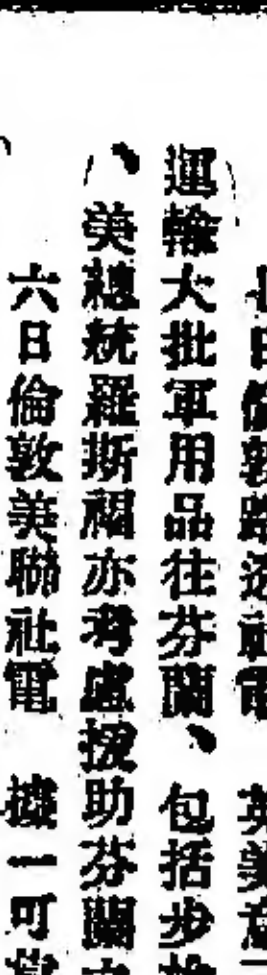 日倫敦路透社電 英美意
運輸大批軍用品往芬蘭、包括步
、美總統羅斯福亦考慮援助芬蘭
六日倫敦美聯社電 據一可